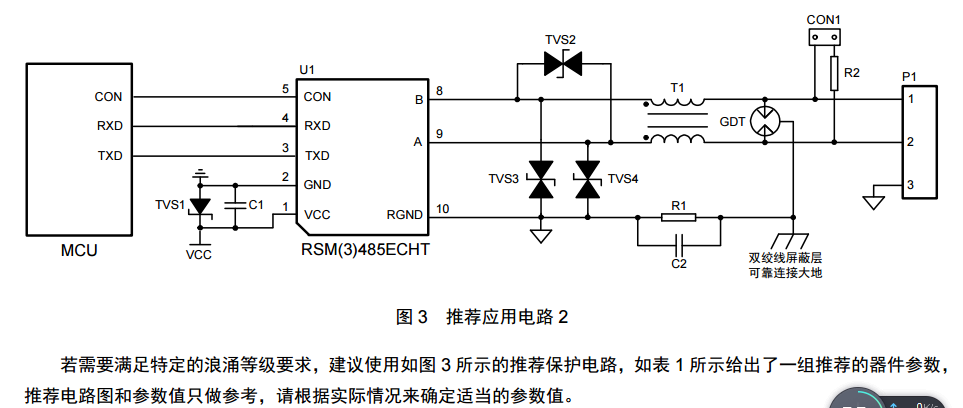 CON1
TVS2
R2
P1
U1
T1
CON
5
CON
B
8
1
RXD
4
RXD
GDT
TXD
3
TXD
A
9
2
2
GND
TVS3
TVS4
3
TVS1
C1
1
VCC
RGND
10
R1
MCU
VCC
RSM(3)485ECHT
C2
双绞线屏蔽层
可靠连接大地
图 3 推荐应用电路 2
若需要满足特定的浪涌等级要求，建议使用如图 3 所示的推荐保护电路，如表 1 所示给出了一组推荐的器件参数，
推荐电路图和参数值只做参考，请根据实际情况来确定适当的参数值。